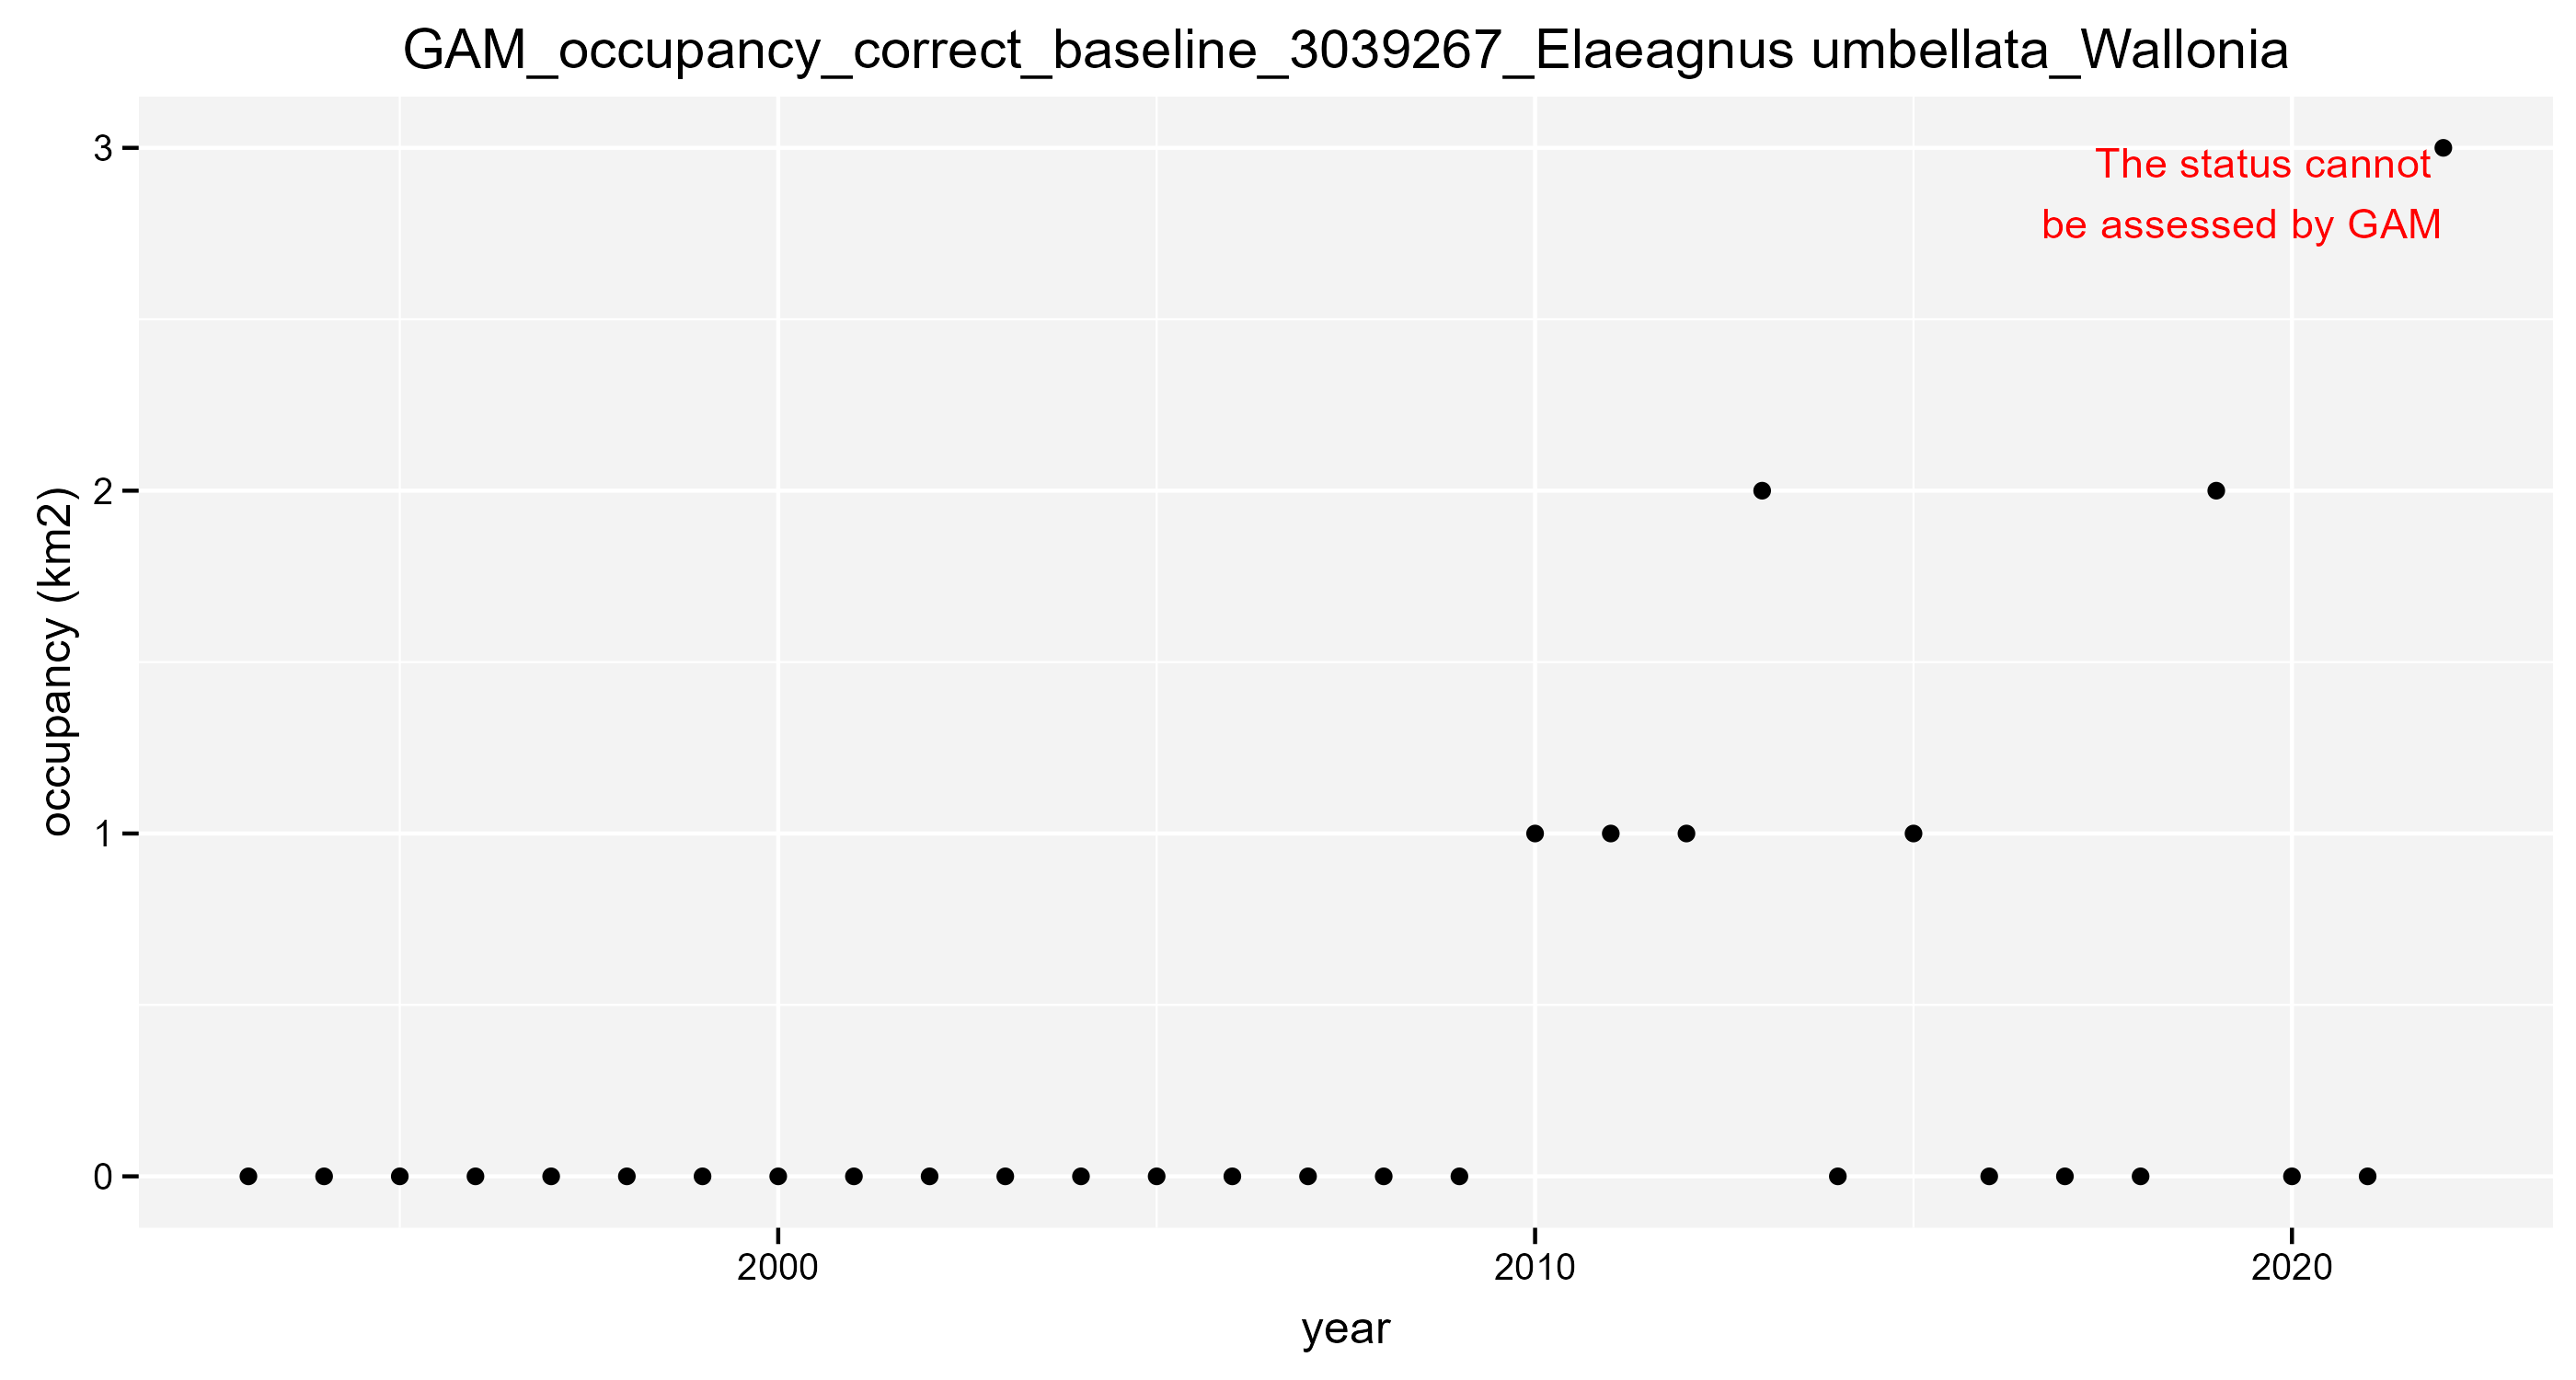 GAM_occupancy_correct_baseline_3039267_Elaeagnus umbellata_Wallonia
3
The status cannot
be assessed by GAM
2
occupancy (km2)
1
0
2000
2010
2020
year